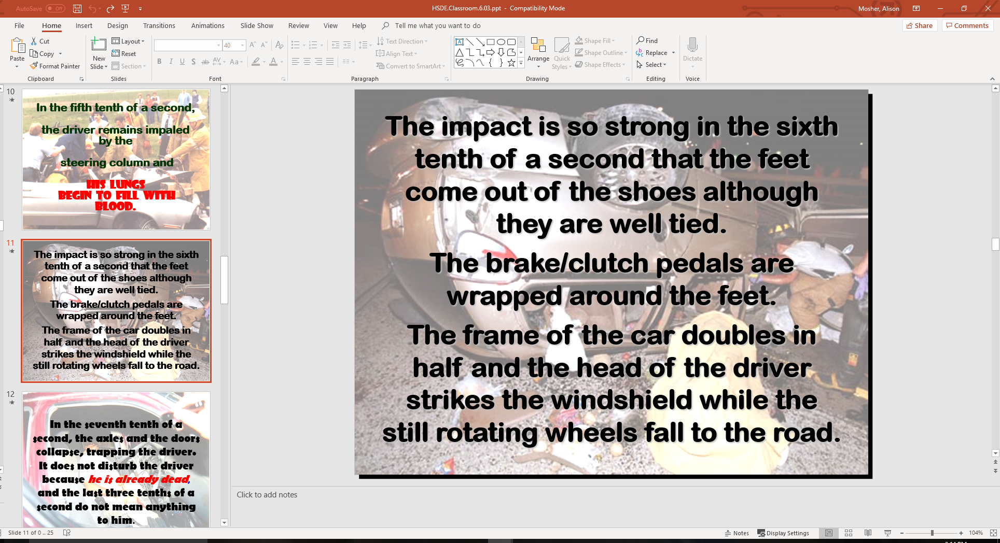 AutoSave Off
HSDE.Classroom.6.03.ppt - Compatibility Mode
Mosher, Alison
File Home Insert Design Transitions Animations Slide Show Review View Help Tell me what you want to do
Share Comments
Paste
Cut
Copy
Format Painter
Clipboard
New
Slide
Layout
Reset
Section
Slides
40
B I U S ab AV Aa A
Font
Text Direction
Align Text
Convert to SmartArt
Paragraph
Arrange
Quick
Styles
Shape Fill
Shape Outline
Shape Effects
Drawing
Find
Replace
Select
Editing
Dictate
Voice
10
In the fifth tenth of a second,
the driver remains impaled
by the
steering column and
HIS LUNGS
BEGIN TO FILL WITH
BLOOD.
11
The impact is so strong in the sixth
tenth of a second that the feet
come out of the shoes although
they are well tied.
The brake/clutch pedals are
wrapped around the feet.
The frame of the car doubles in
half and the head of the driver
strikes the windshield while the
still rotating wheels fall to the road.
12
In the seventh tenth of a
second, the axles and the doors
collapse, trapping the driver.
It does not disturb the driver
because he is already dead,
and the last three tenths of a
second do not mean anything
to him.
The impact is so strong in the sixth
tenth of a second that the feet
come out of the shoes although
they are well tied.
The brake/clutch pedals are
wrapped around the feet.
The frame of the car doubles in
half and the head of the driver
strikes the windshield while the
still rotating wheels fall to the road.
Click to add notes
Slide 11 of 0 .. 25
Notes Display Settings 104%